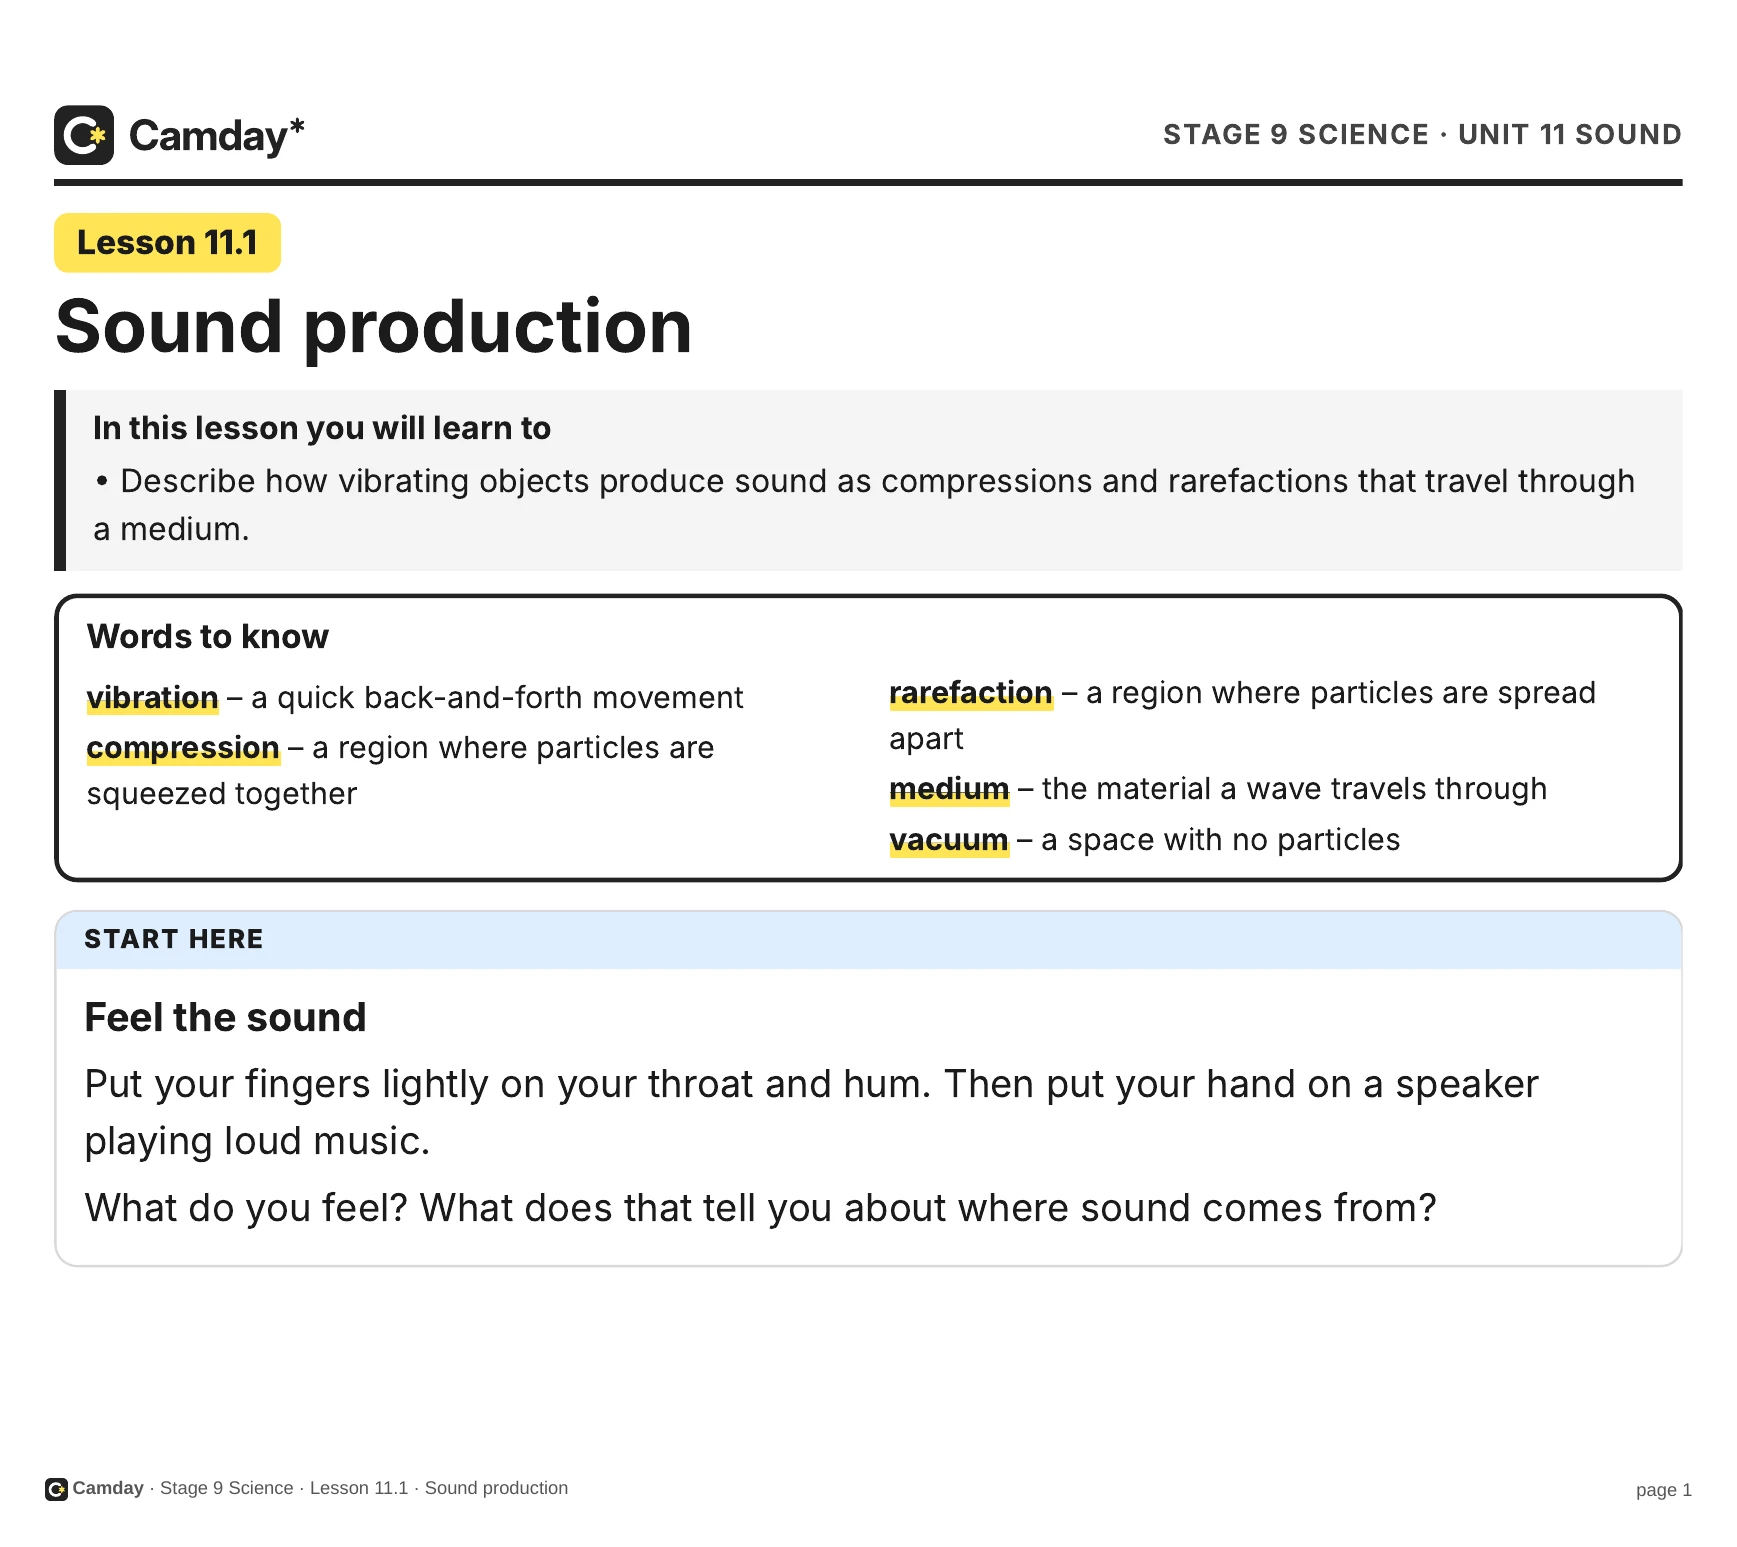 Camday*
STAGE 9 SCIENCE · UNIT 11 SOUND
Lesson 11.1
Sound production
In this lesson you will learn to
• Describe how vibrating objects produce sound as compressions and rarefactions that travel through
a medium.
Words to know
vibration – a quick back-and-forth movement
compression – a region where particles are
squeezed together
rarefaction – a region where particles are spread
apart
medium – the material a wave travels through
vacuum – a space with no particles
START HERE
Feel the sound
Put your fingers lightly on your throat and hum. Then put your hand on a speaker
playing loud music.
What do you feel? What does that tell you about where sound comes from?
Camday · Stage 9 Science · Lesson 11.1 · Sound production
page 1